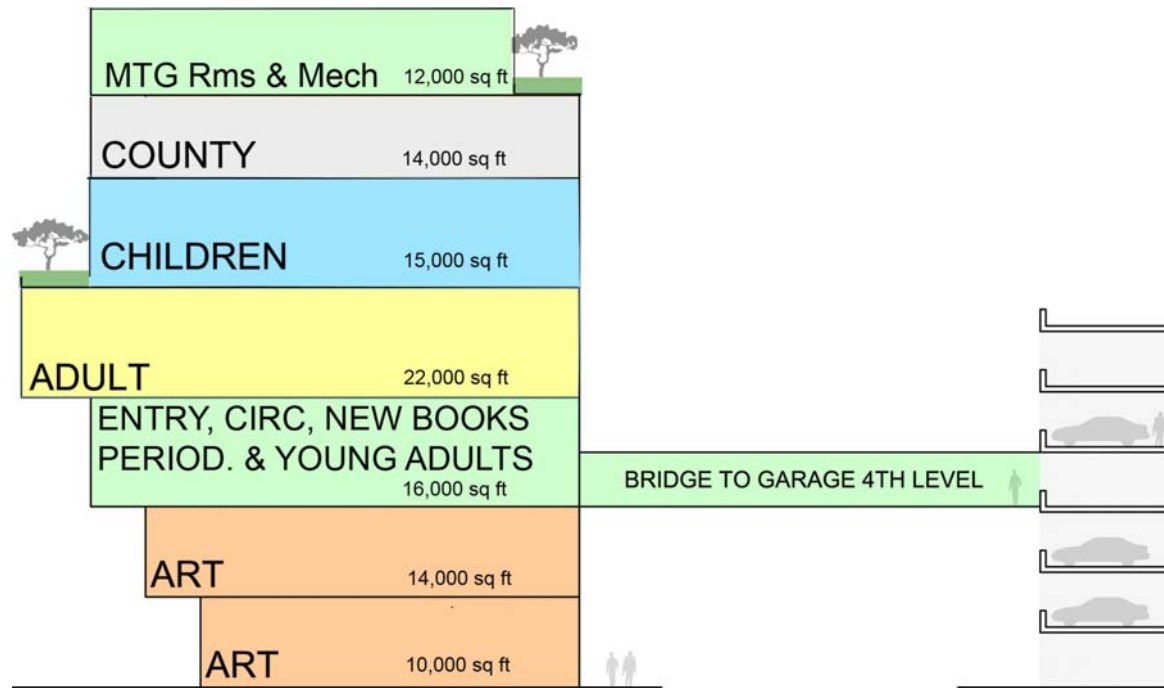 MTG Rms & Mech 12,000 sq ft
COUNTY 14,000 sq ft
CHILDREN 15,000 sq ft
ADULT 22,000 sq ft
ENTRY, CIRC, NEW BOOKS
PERIOD. & YOUNG ADULTS
16,000 sq ft
BRIDGE TO GARAGE 4TH LEVEL
ART 14,000 sq ft
ART 10,000 sq ft